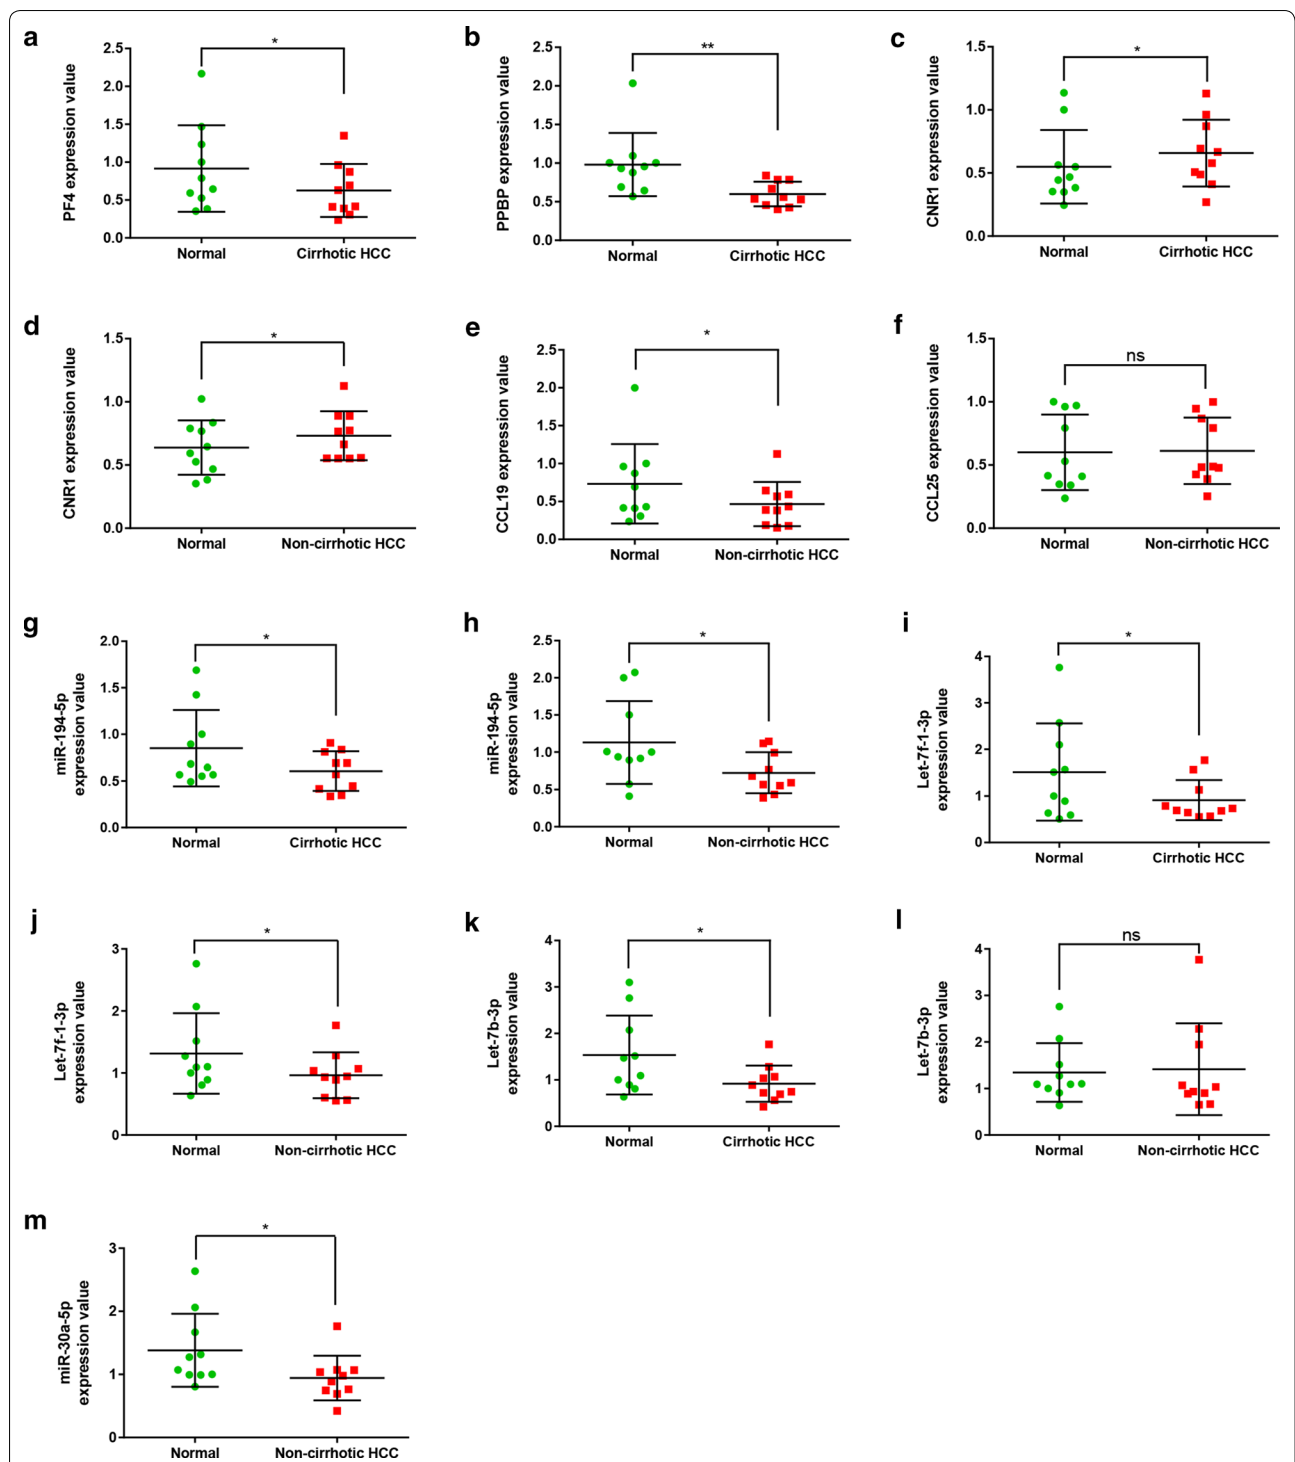 a
PF4 expression value
2.5
2.0
1.5
1.0
0.5
0.0
*
Normal
Cirrhotic HCC
b
PPBP expression value
2.5
2.0
1.5
1.0
0.5
0.0
**
Normal
Cirrhotic HCC
c
CNR1 expression value
1.5
1.0
0.5
0.0
*
Normal
Cirrhotic HCC
d
CNR1 expression value
1.5
1.0
0.5
0.0
*
Normal
Non-cirrhotic HCC
e
CCL19 expression value
2.5
2.0
1.5
1.0
0.5
0.0
*
Normal
Non-cirrhotic HCC
f
CCL25 expression value
1.5
1.0
0.5
0.0
ns
Normal
Non-cirrhotic HCC
g
miR-194-5p
expression value
2.0
1.5
1.0
0.5
0.0
*
Normal
Cirrhotic HCC
h
miR-194-5p
expression value
2.5
2.0
1.5
1.0
0.5
0.0
*
Normal
Non-cirrhotic HCC
i
Let-7f-1-3p
expression value
4
3
2
1
0
*
Normal
Cirrhotic HCC
j
Let-7f-1-3p
expression value
3
2
1
0
*
Normal
Non-cirrhotic HCC
k
Let-7b-3p
expression value
4
3
2
1
0
*
Normal
Cirrhotic HCC
l
Let-7b-3p
expression value
4
3
2
1
0
ns
Normal
Non-cirrhotic HCC
m
miR-30a-5p
expression value
3
2
1
0
*
Normal
Non-cirrhotic HCC